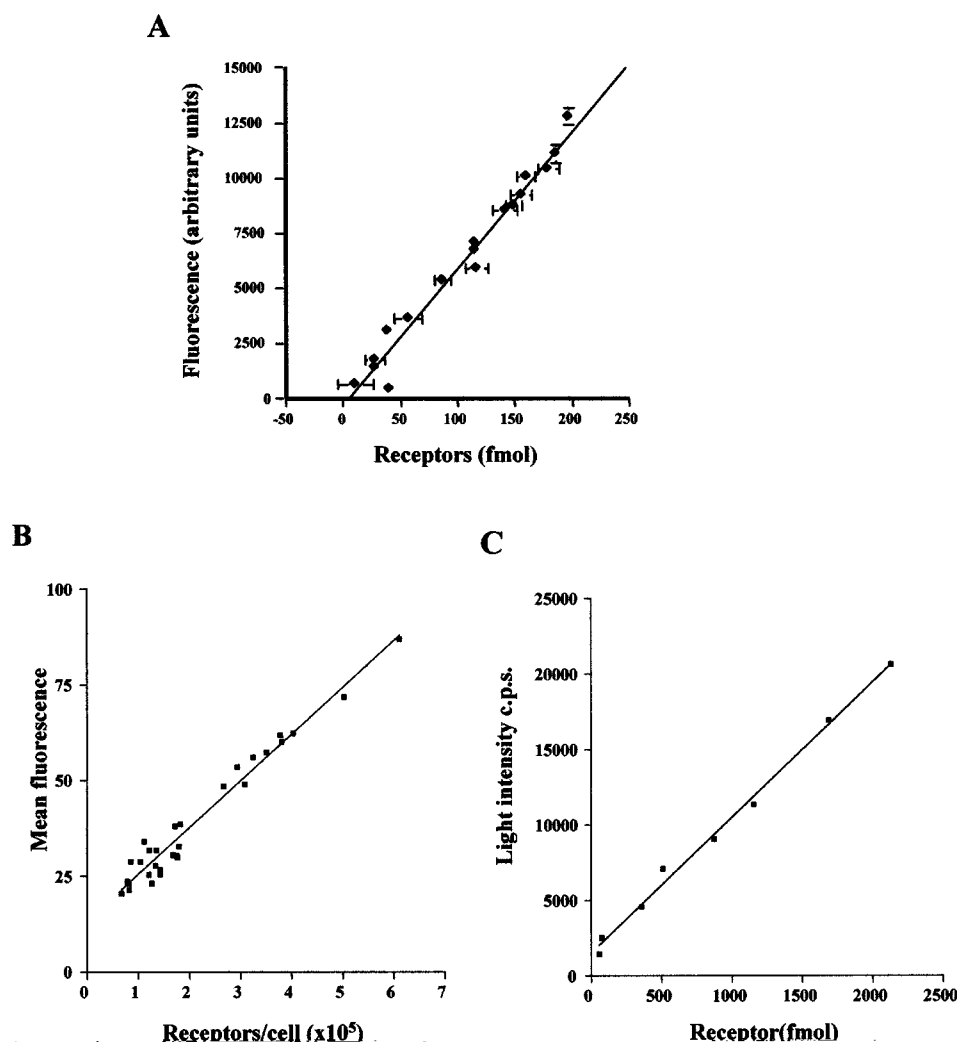 A
15000
12500
10000
7500
5000
2500
0
Fluorescence (arbitrary units)
-50 0 50 100 150 200 250
Receptors (fmol)
B
100
75
50
25
0
Mean fluorescence
0 1 2 3 4 5 6 7
Receptors/cell (x10⁵)
C
25000
20000
15000
10000
5000
0
Light intensity c.p.s.
0 500 1000 1500 2000 2500
Receptor(fmol)